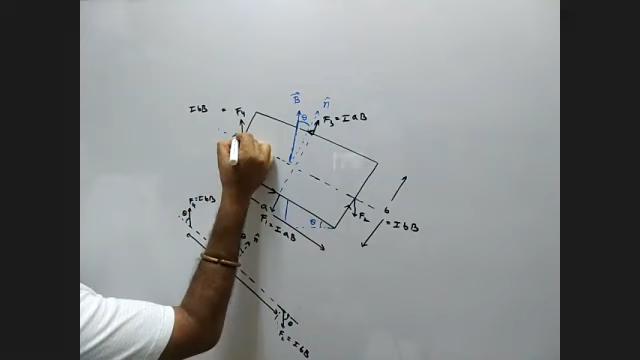 B n̂
θ
IbB = F4
F3 = IaB
a
F1 = IaB
θ
b
F2 = IbB
F4 = IbB
θ
θ n̂
θ
F2 = IbB